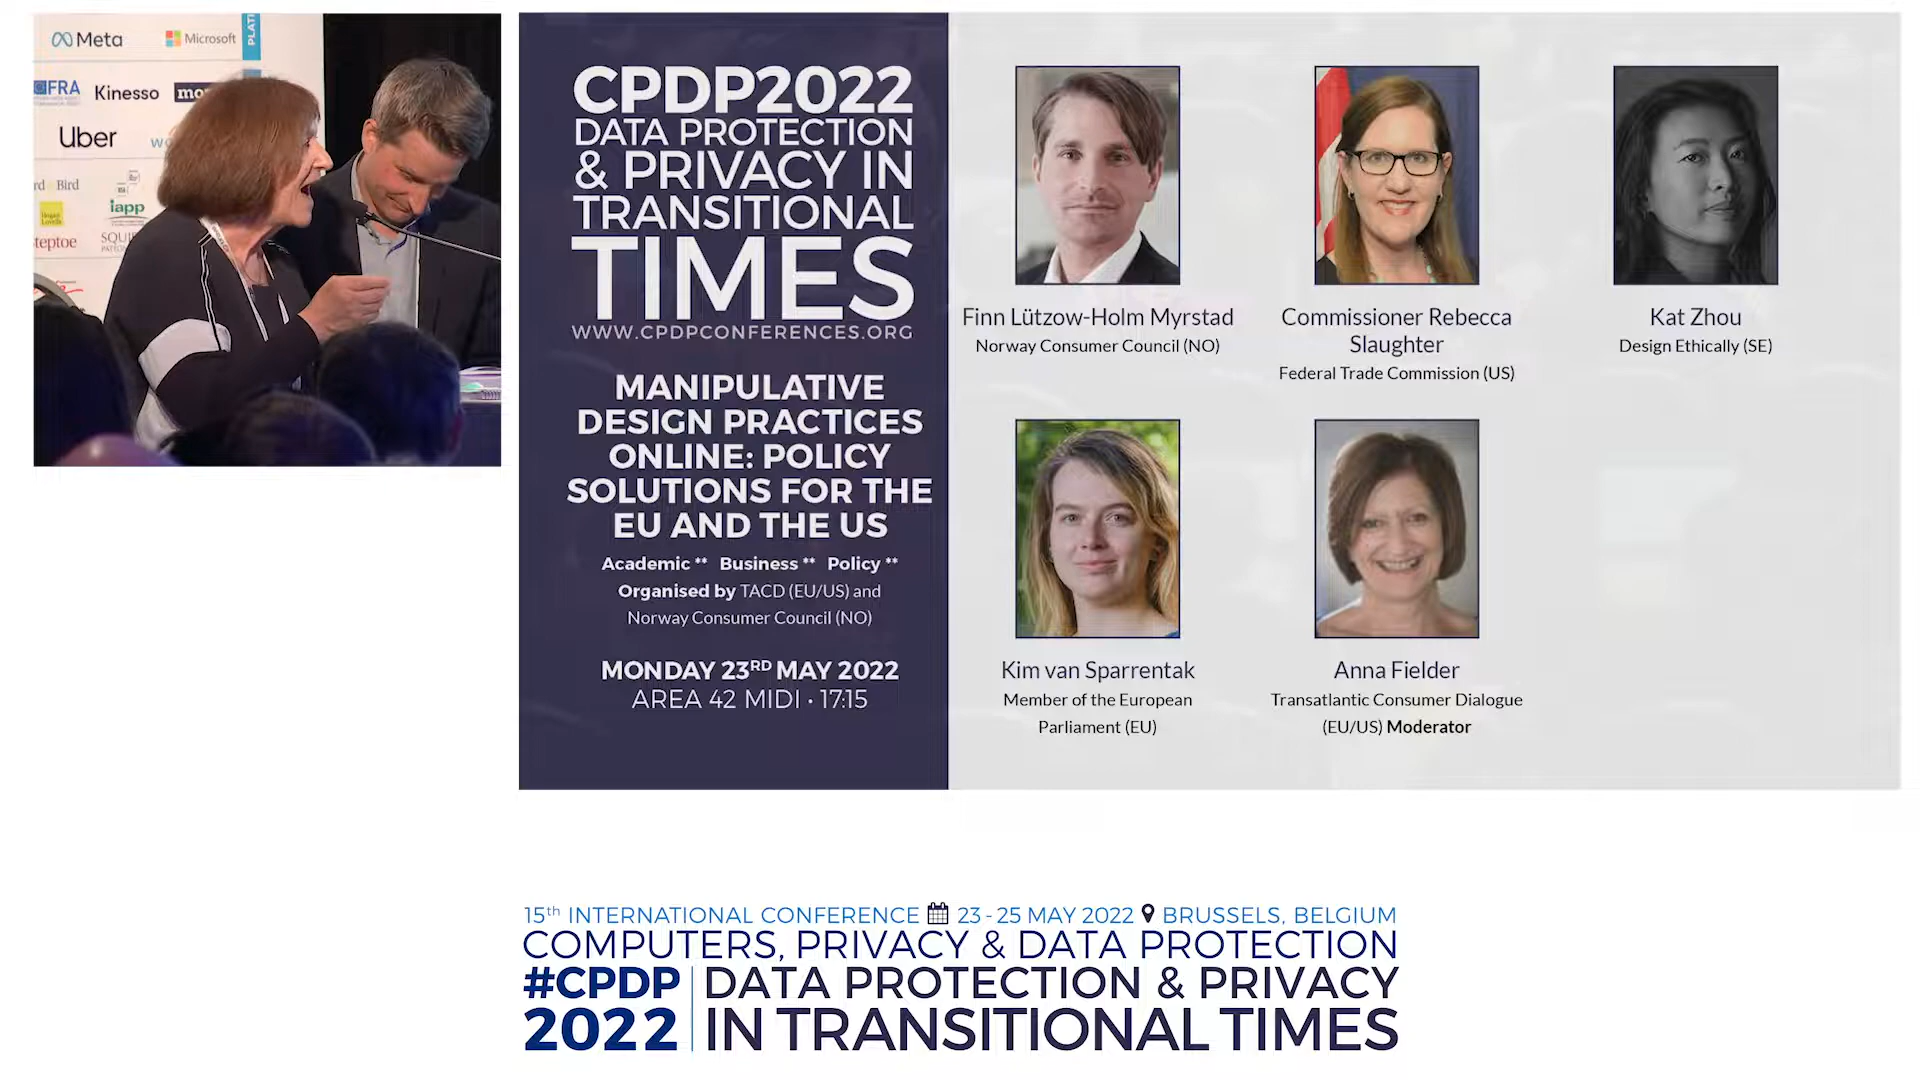 Meta
Microsoft
FRA
Kinesso
Uber
rd & Bird
iapp
CPDP2022
DATA PROTECTION
& PRIVACY IN
TRANSITIONAL
TIMES
WWW.CPDPCONFERENCES.ORG
MANIPULATIVE
DESIGN PRACTICES
ONLINE: POLICY
SOLUTIONS FOR THE
EU AND THE US
Academic ** Business ** Policy **
Organised by TACD (EU/US) and
Norway Consumer Council (NO)
MONDAY 23RD MAY 2022
AREA 42 MIDI • 17:15
Finn Lützow-Holm Myrstad
Norway Consumer Council (NO)
Commissioner Rebecca
Slaughter
Federal Trade Commission (US)
Kat Zhou
Design Ethically (SE)
Kim van Sparrentak
Member of the European
Parliament (EU)
Anna Fielder
Transatlantic Consumer Dialogue
(EU/US) Moderator
15th INTERNATIONAL CONFERENCE 23 - 25 MAY 2022 BRUSSELS, BELGIUM
COMPUTERS, PRIVACY & DATA PROTECTION
#CPDP DATA PROTECTION & PRIVACY
2022 IN TRANSITIONAL TIMES